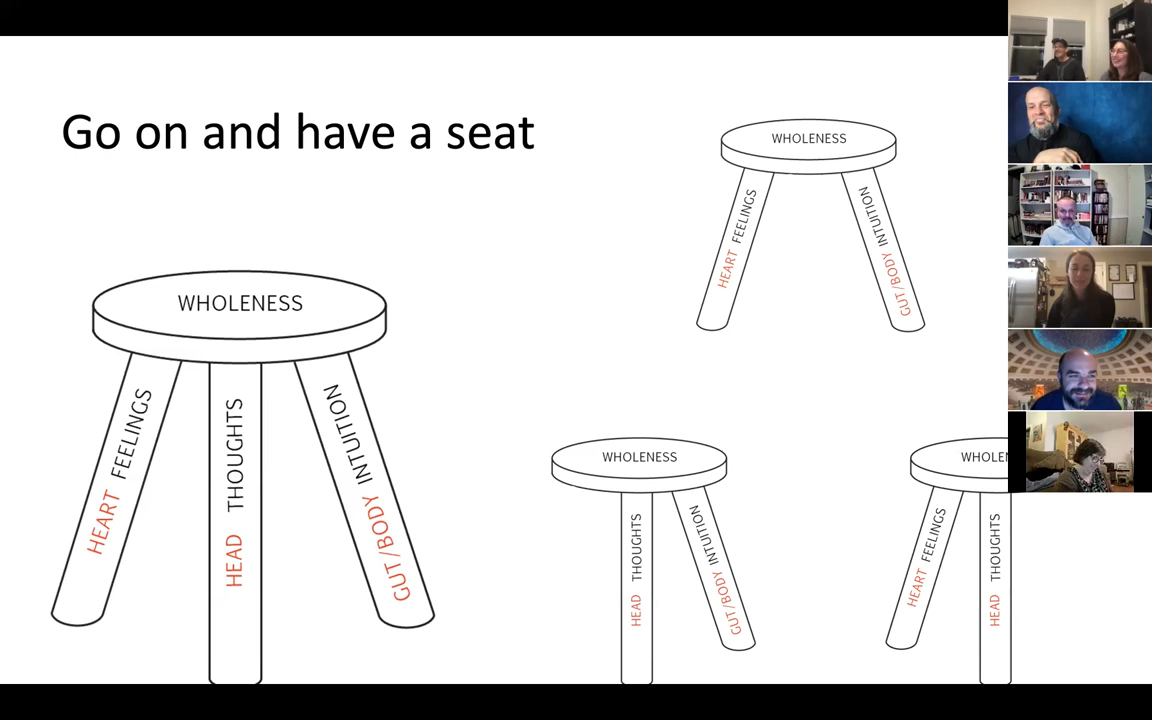 Go on and have a seat
WHOLENESS
HEART FEELINGS
GUT/BODY INTUITION
WHOLENESS
HEART FEELINGS
HEAD THOUGHTS
GUT/BODY INTUITION
WHOLENESS
HEAD THOUGHTS
GUT/BODY INTUITION
WHOLEN
HEART FEELINGS
HEAD THOUGHTS